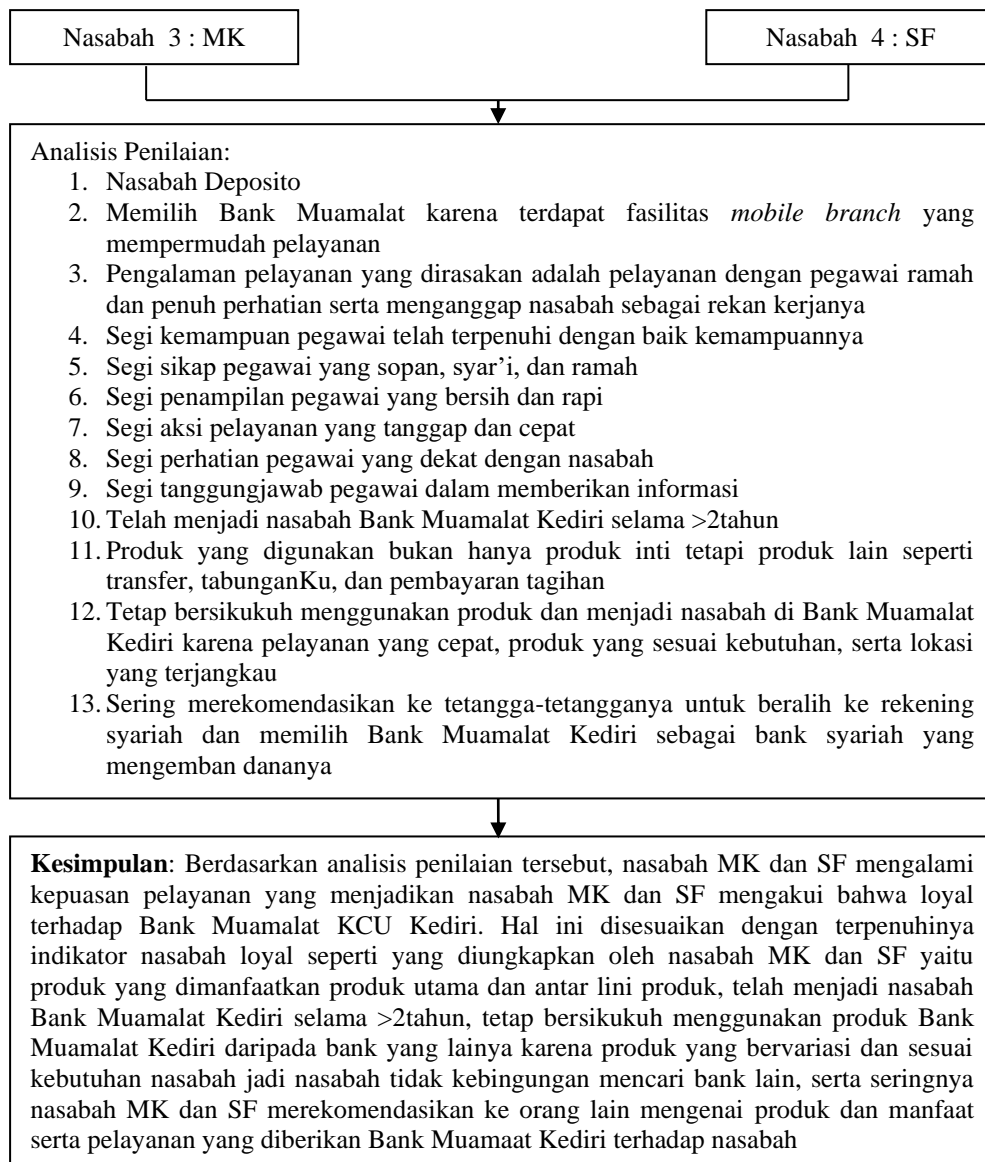 Nasabah 3 : MK
Nasabah 4 : SF
Analisis Penilaian:
1. Nasabah Deposito
2. Memilih Bank Muamalat karena terdapat fasilitas mobile branch yang
mempermudah pelayanan
3. Pengalaman pelayanan yang dirasakan adalah pelayanan dengan pegawai ramah
dan penuh perhatian serta menganggap nasabah sebagai rekan kerjanya
4. Segi kemampuan pegawai telah terpenuhi dengan baik kemampuannya
5. Segi sikap pegawai yang sopan, syar’i, dan ramah
6. Segi penampilan pegawai yang bersih dan rapi
7. Segi aksi pelayanan yang tanggap dan cepat
8. Segi perhatian pegawai yang dekat dengan nasabah
9. Segi tanggungjawab pegawai dalam memberikan informasi
10. Telah menjadi nasabah Bank Muamalat Kediri selama >2tahun
11. Produk yang digunakan bukan hanya produk inti tetapi produk lain seperti
transfer, tabunganKu, dan pembayaran tagihan
12. Tetap bersikukuh menggunakan produk dan menjadi nasabah di Bank Muamalat
Kediri karena pelayanan yang cepat, produk yang sesuai kebutuhan, serta lokasi
yang terjangkau
13. Sering merekomendasikan ke tetangga-tetangganya untuk beralih ke rekening
syariah dan memilih Bank Muamalat Kediri sebagai bank syariah yang
mengemban dananya
Kesimpulan: Berdasarkan analisis penilaian tersebut, nasabah MK dan SF mengalami
kepuasan pelayanan yang menjadikan nasabah MK dan SF mengakui bahwa loyal
terhadap Bank Muamalat KCU Kediri. Hal ini disesuaikan dengan terpenuhinya
indikator nasabah loyal seperti yang diungkapkan oleh nasabah MK dan SF yaitu
produk yang dimanfaatkan produk utama dan antar lini produk, telah menjadi nasabah
Bank Muamalat Kediri selama >2tahun, tetap bersikukuh menggunakan produk Bank
Muamalat Kediri daripada bank yang lainya karena produk yang bervariasi dan sesuai
kebutuhan nasabah jadi nasabah tidak kebingungan mencari bank lain, serta seringnya
nasabah MK dan SF merekomendasikan ke orang lain mengenai produk dan manfaat
serta pelayanan yang diberikan Bank Muamaat Kediri terhadap nasabah